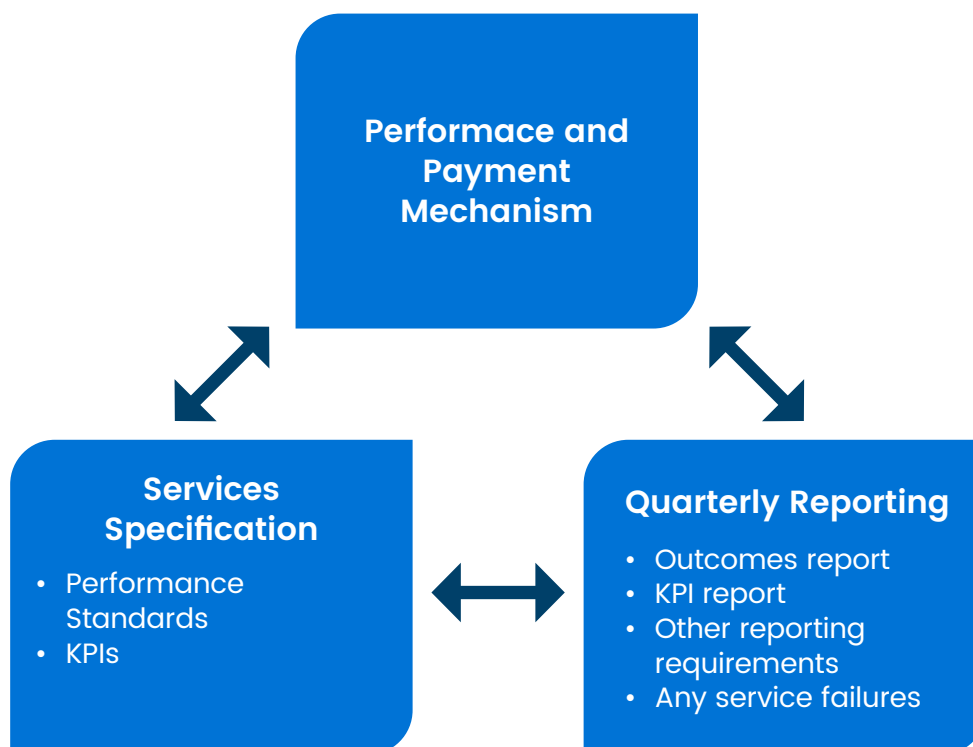 Performace and
Payment
Mechanism
Services
Specification
• Performance
Standards
• KPIs
Quarterly Reporting
• Outcomes report
• KPI report
• Other reporting
requirements
• Any service failures